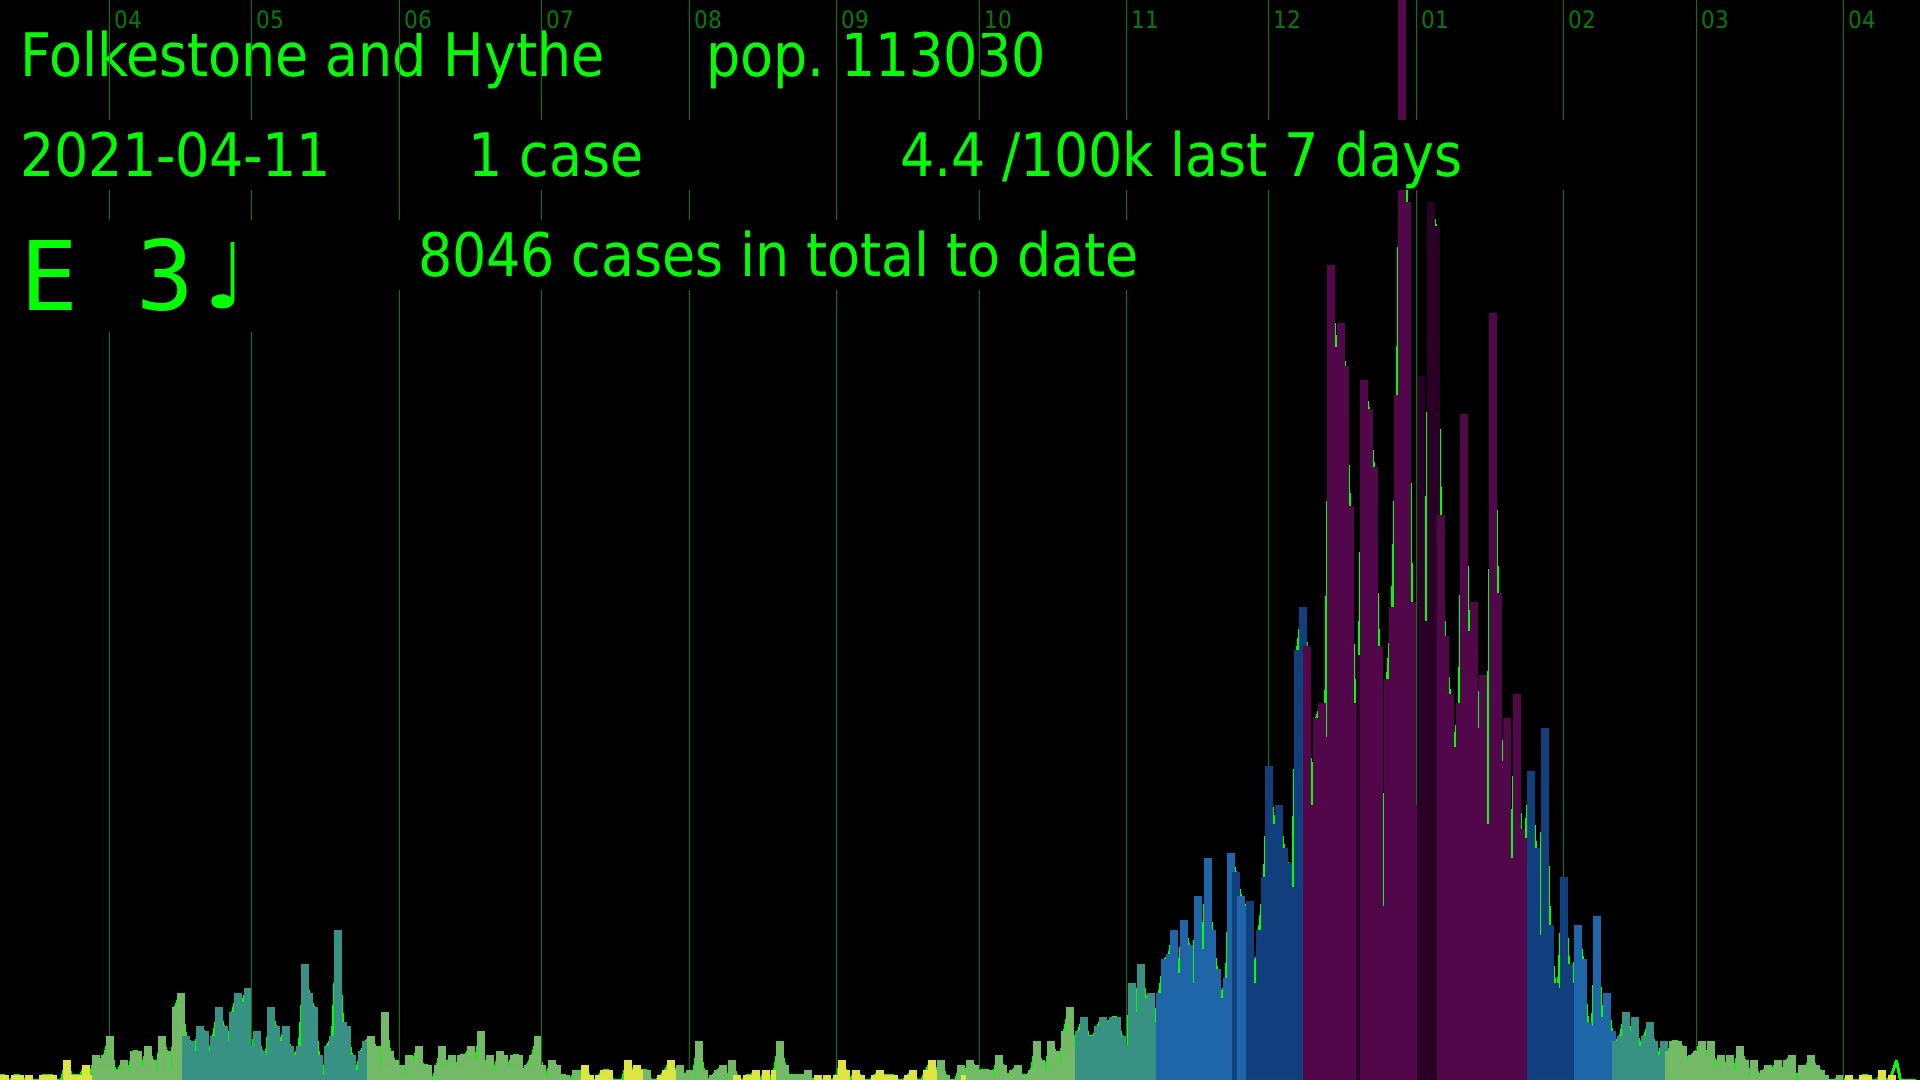 04 05 06 07 08 09 10 11 12 01 02 03 04
Folkestone and Hythe pop. 113030
2021-04-11 1 case 4.4 /100k last 7 days
E 3♩ 8046 cases in total to date